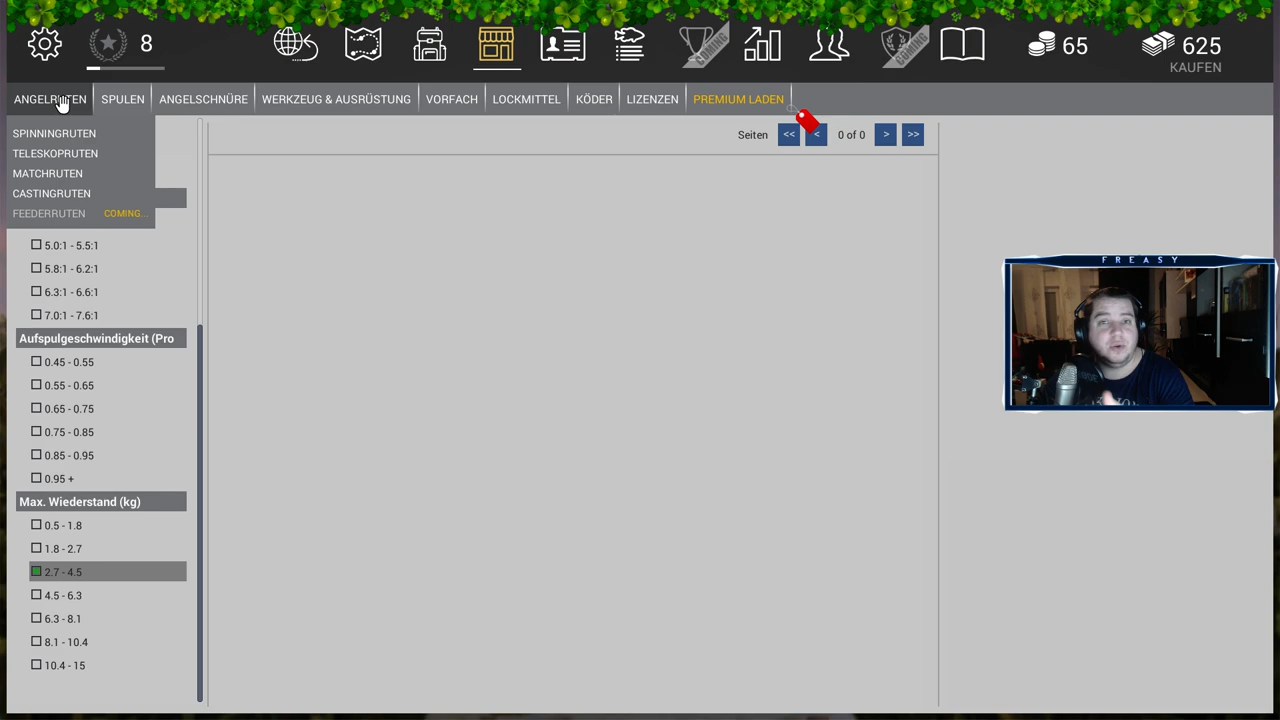 8
COMING
COMING
65
625
KAUFEN
ANGELRUTEN SPULEN ANGELSCHNÜRE WERKZEUG & AUSRÜSTUNG VORFACH LOCKMITTEL KÖDER LIZENZEN PREMIUM LADEN
SPINNINGRUTEN
TELESKOPRUTEN
MATCHRUTEN
CASTINGRUTEN
FEEDERRUTEN COMING...
Seiten << < 0 of 0 > >>
5.0:1 - 5.5:1
5.8:1 - 6.2:1
6.3:1 - 6.6:1
7.0:1 - 7.6:1
Aufspulgeschwindigkeit (Pro
0.45 - 0.55
0.55 - 0.65
0.65 - 0.75
0.75 - 0.85
0.85 - 0.95
0.95 +
Max. Wiederstand (kg)
0.5 - 1.8
1.8 - 2.7
2.7 - 4.5
4.5 - 6.3
6.3 - 8.1
8.1 - 10.4
10.4 - 15
FREASY